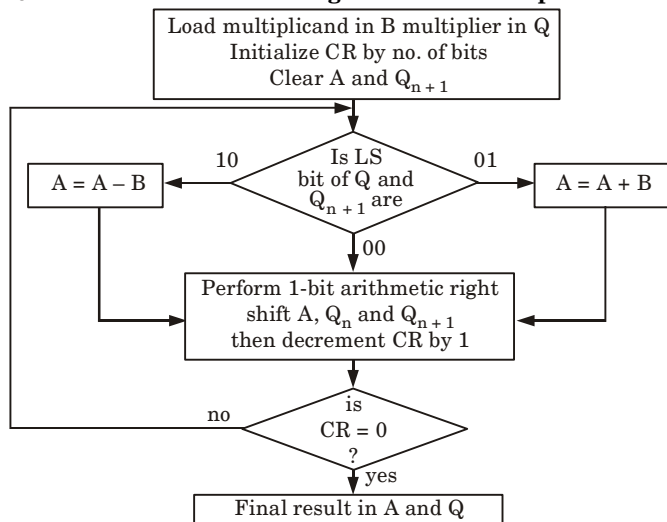 Load multiplicand in B multiplier in Q
Initialize CR by no. of bits
Clear A and Qn + 1
10
Is LS
bit of Q and
Qn + 1 are
01
A = A – B
A = A + B
00
Perform 1-bit arithmetic right
shift A, Qn and Qn + 1
then decrement CR by 1
no
is
CR = 0
?
yes
Final result in A and Q